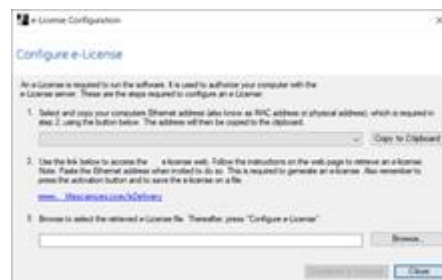 e-License Configuration
Configure e-License
An e-License is required to run the software. It is used to authorize your computer with the
e-License server. These are the steps required to configure an e-License:
1. Select and copy your computers Ethernet address (also know as MAC address or physical address), which is required in
step 2, using the button below. The address will then be copied to the clipboard.
Copy to Clipboard
2. Use the link below to access the e-license web. Follow the instructions on the web page to retrieve an e-license.
Note: Paste the Ethernet address when invited to do so. This is required to generate an e-license. Also remember to
press the activation button and to save the e-license on a file.
www. lifesciences.com/eDelivery
3. Browse to select the retrieved e-License file. Thereafter, press "Configure e-License"
Browse...
Configure e-License Close